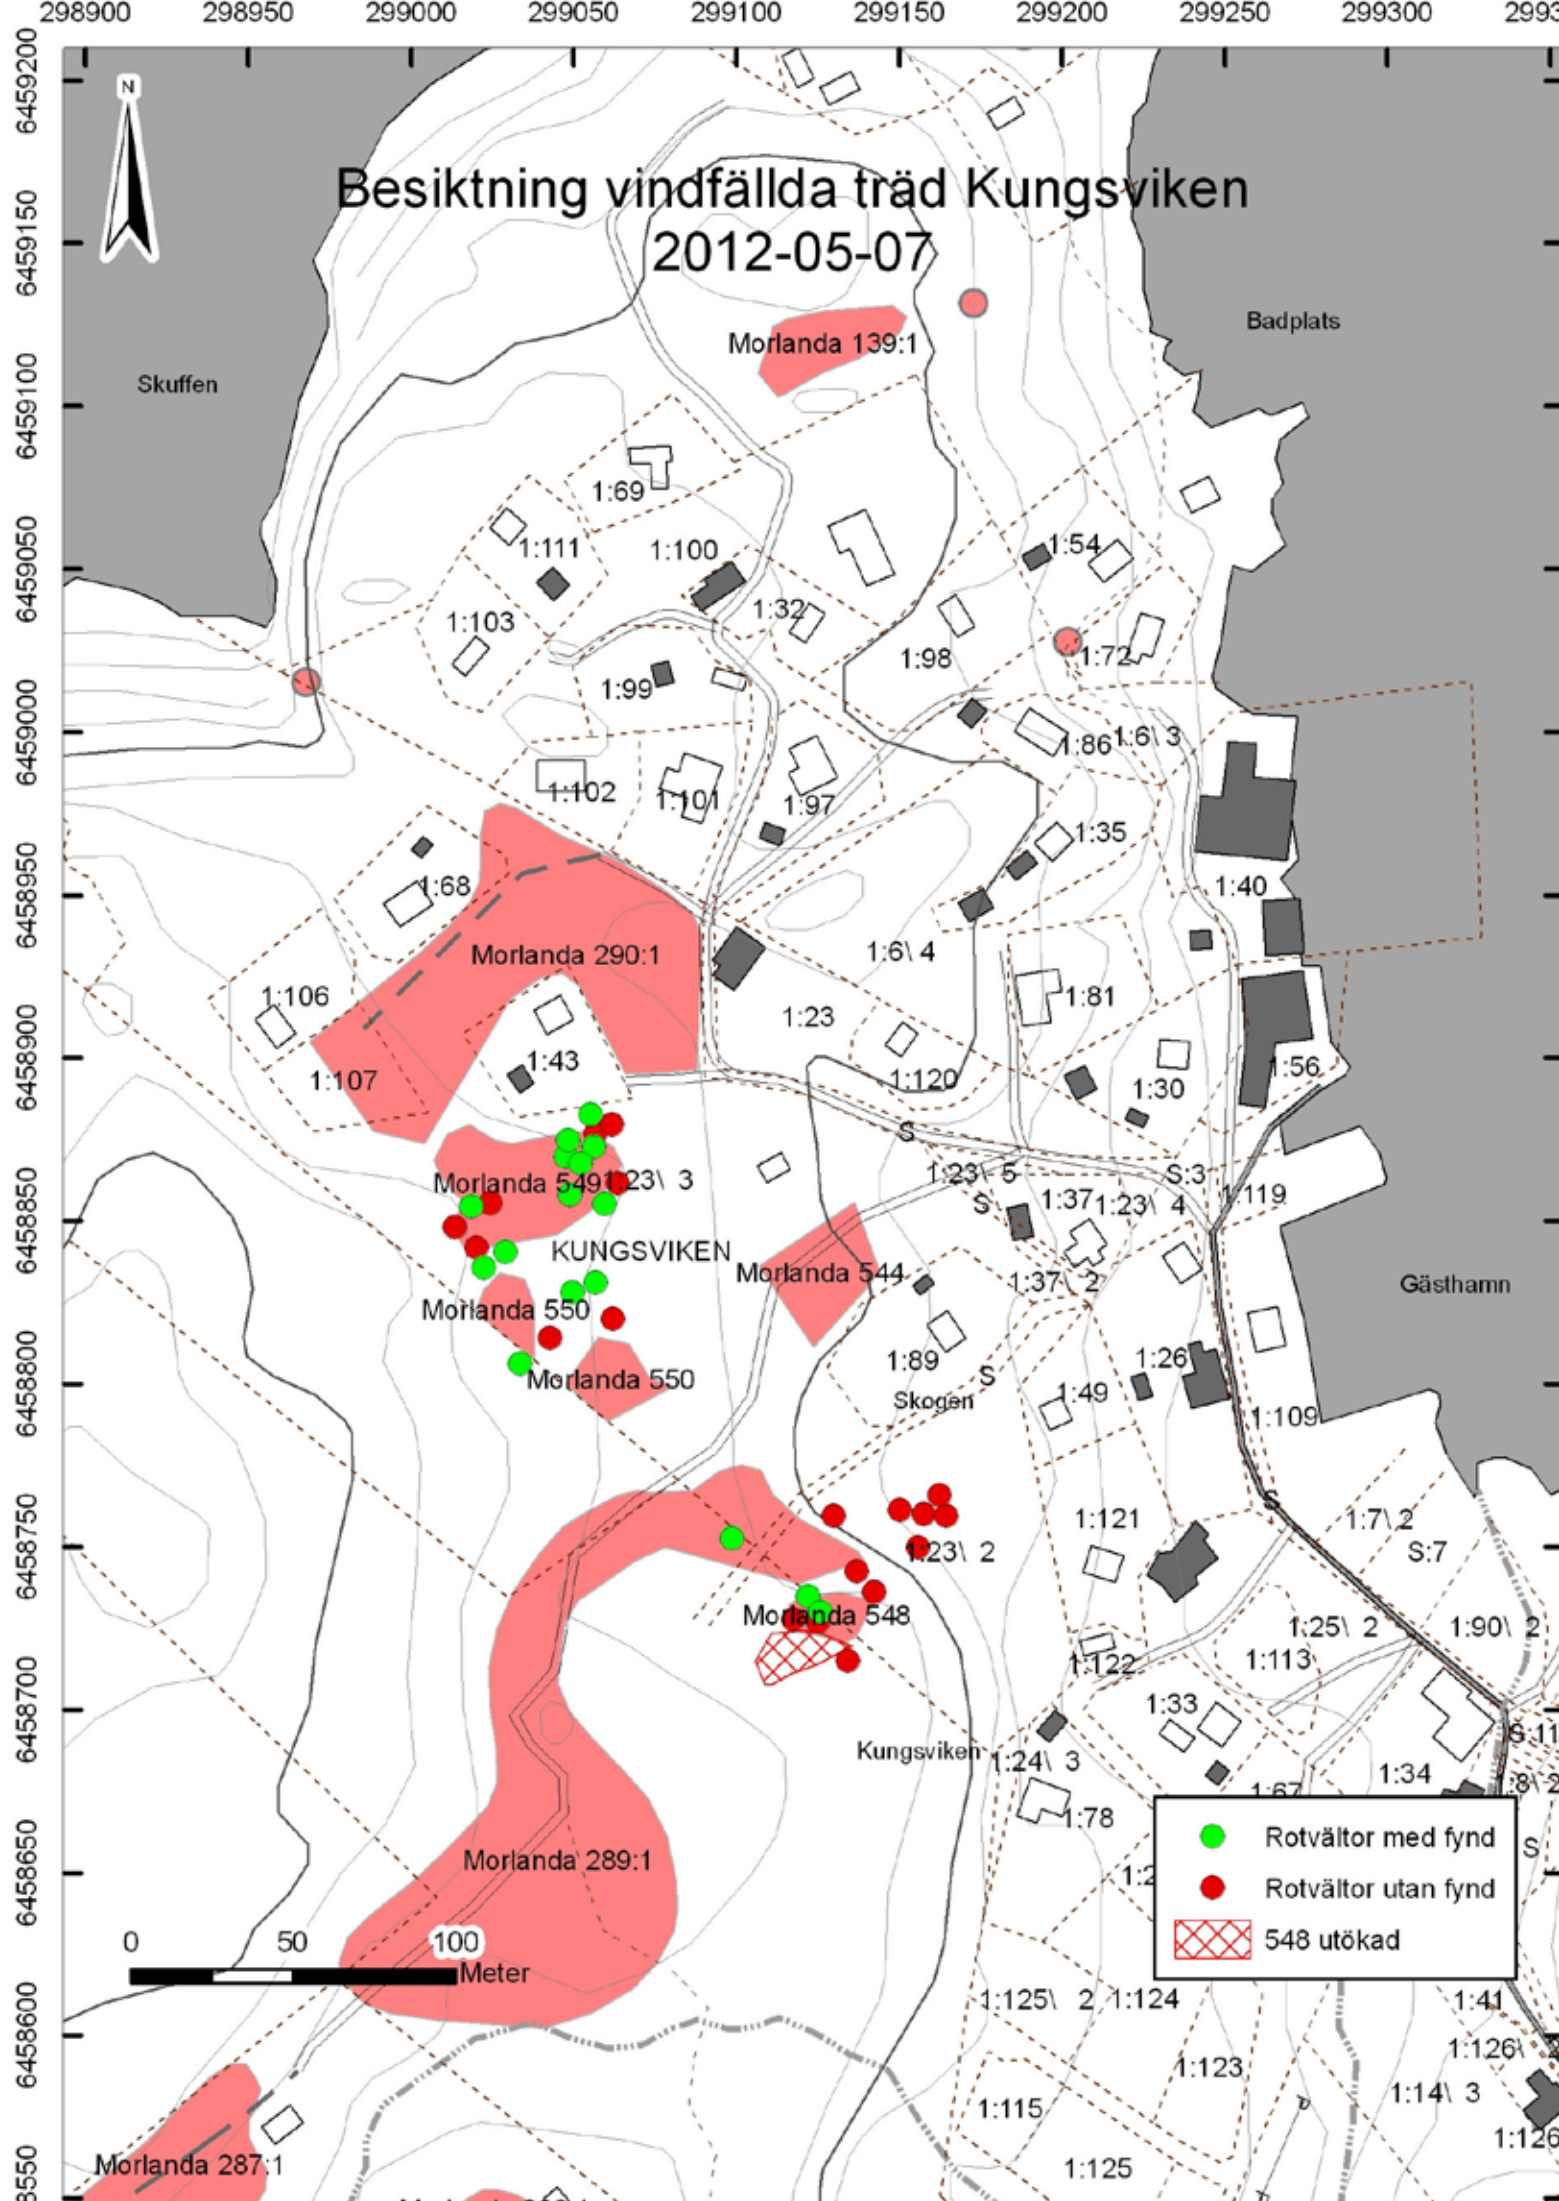 298900 298950 299000 299050 299100 299150 299200 299250 299300
6459200
6459150
6459100
6459050
6459000
6458950
6458900
6458850
6458800
6458750
6458700
6458650
6458600
N
Besiktning vindfällda träd Kungsviken
2012-05-07
Badplats
Morlanda 139:1
Skuffen
1:69
1:111
1:100
1:54
1:32
1:103
1:98
1:72
1:99
1:86
1:6\ 3
1:102
1:101
1:97
1:35
1:68
1:40
Morlanda 290:1
1:6\ 4
1:106
1:81
1:23
1:43
1:107
1:120
1:30
1:56
S
Morlanda 549
1:23\ 3
1:23\ 5
S:3
S
1:37
1:23\ 4
1:119
KUNGSVIKEN
Morlanda 544
1:37\ 2
Gästhamn
Morlanda 550
1:89
S
1:26
Morlanda 550
Skogen
1:49
1:109
S
1:121
1:7\ 2
1:23\ 2
S:7
Morlanda 548
1:25\ 2
1:90\ 2
1:122
1:113
1:33
S:11
Kungsviken
1:24\ 3
1:34
1:67
1:78
Rotvältor med fynd
S
Morlanda 289:1
Rotvältor utan fynd
548 utökad
0 50 100
Meter
1:125\ 2
1:124
1:41
1:126\
1:123
1:14\ 3
1:115
P
1:126
Morlanda 287:1
1:125